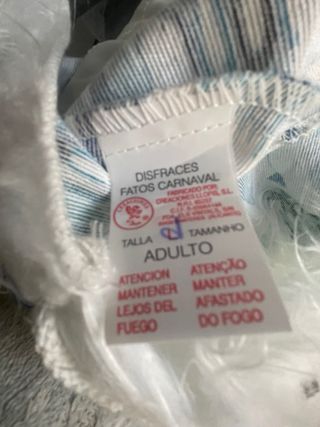 DISFRACES
FATOS CARNAVAL
FABRICADO POR
CREACIONES LLOPIS, S.L.
TALLA TAMANHO
ADULTO
ATENCION ATENÇÃO
MANTENER MANTER
LEJOS DEL AFASTADO
FUEGO DO FOGO